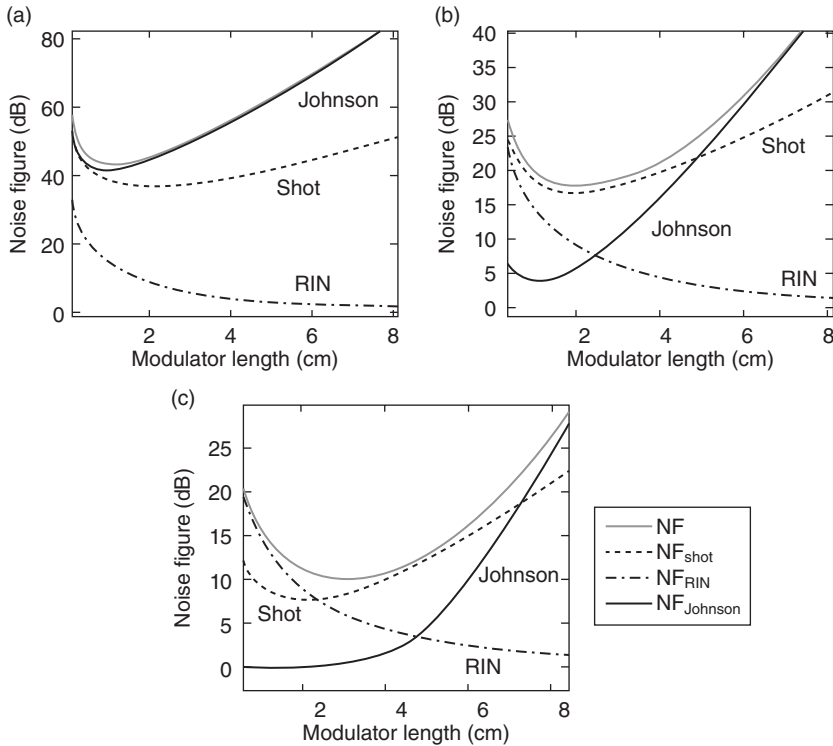 (a)
80
60
40
20
0
Noise figure (dB)
Johnson
Shot
RIN
2
4
6
8
Modulator length (cm)
(b)
40
35
30
25
20
15
10
5
0
Noise figure (dB)
Shot
Johnson
RIN
2
4
6
8
Modulator length (cm)
(c)
25
20
15
10
5
0
Noise figure (dB)
Shot
Johnson
RIN
2
4
6
8
Modulator length (cm)
NF
NFshot
NFRIN
NFJohnson